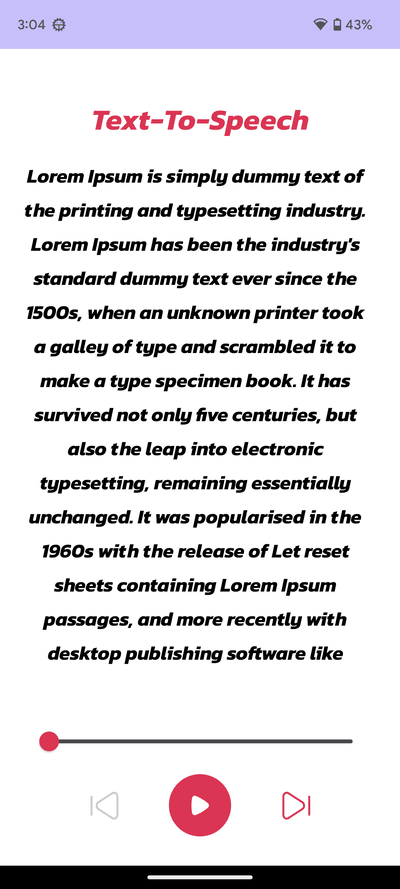 3:04
43%
Text-To-Speech
Lorem Ipsum is simply dummy text of
the printing and typesetting industry.
Lorem Ipsum has been the industry's
standard dummy text ever since the
1500s, when an unknown printer took
a galley of type and scrambled it to
make a type specimen book. It has
survived not only five centuries, but
also the leap into electronic
typesetting, remaining essentially
unchanged. It was popularised in the
1960s with the release of Let reset
sheets containing Lorem Ipsum
passages, and more recently with
desktop publishing software like